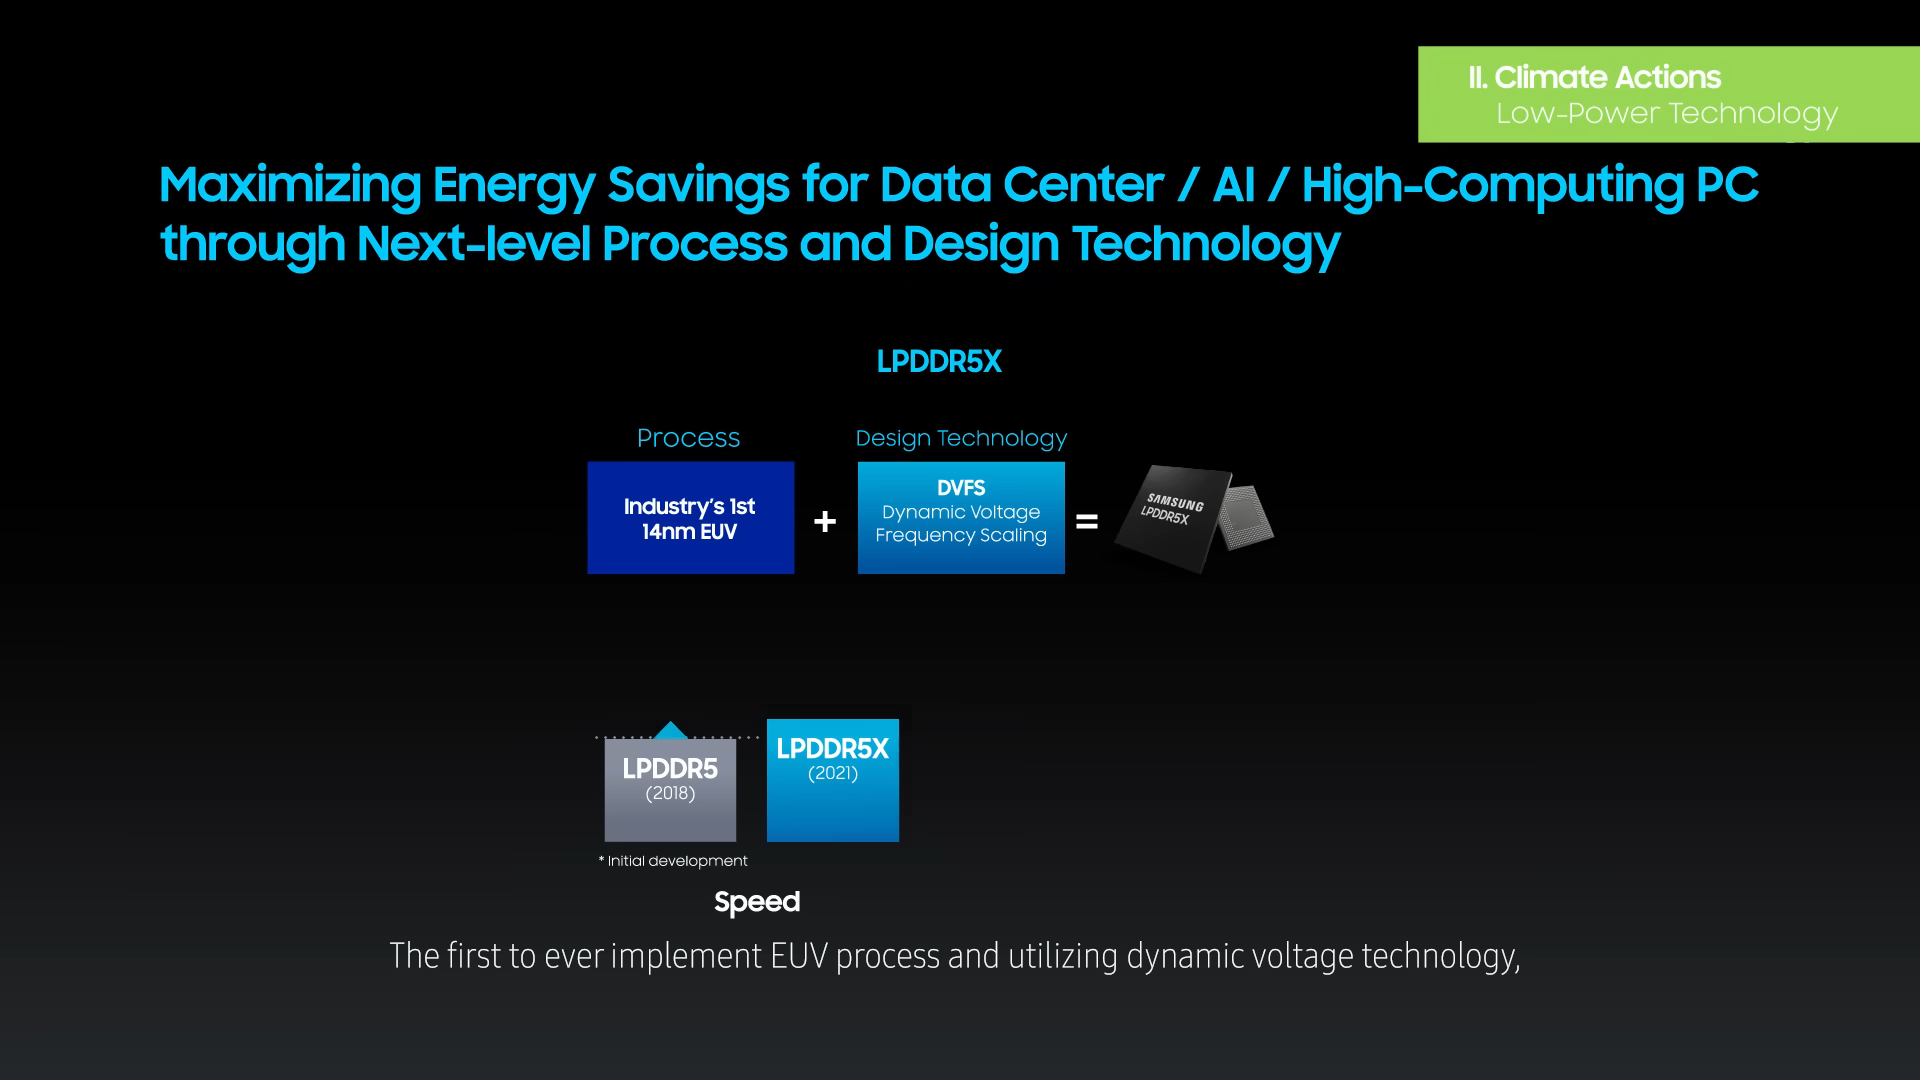 II. Climate Actions
Low-Power Technology
Maximizing Energy Savings for Data Center / AI / High-Computing PC
through Next-level Process and Design Technology
LPDDR5X
Process
Industry's 1st
14nm EUV
+
Design Technology
DVFS
Dynamic Voltage
Frequency Scaling
=
SAMSUNG
LPDDR5X
LPDDR5
(2018)
* Initial development
LPDDR5X
(2021)
Speed
The first to ever implement EUV process and utilizing dynamic voltage technology,